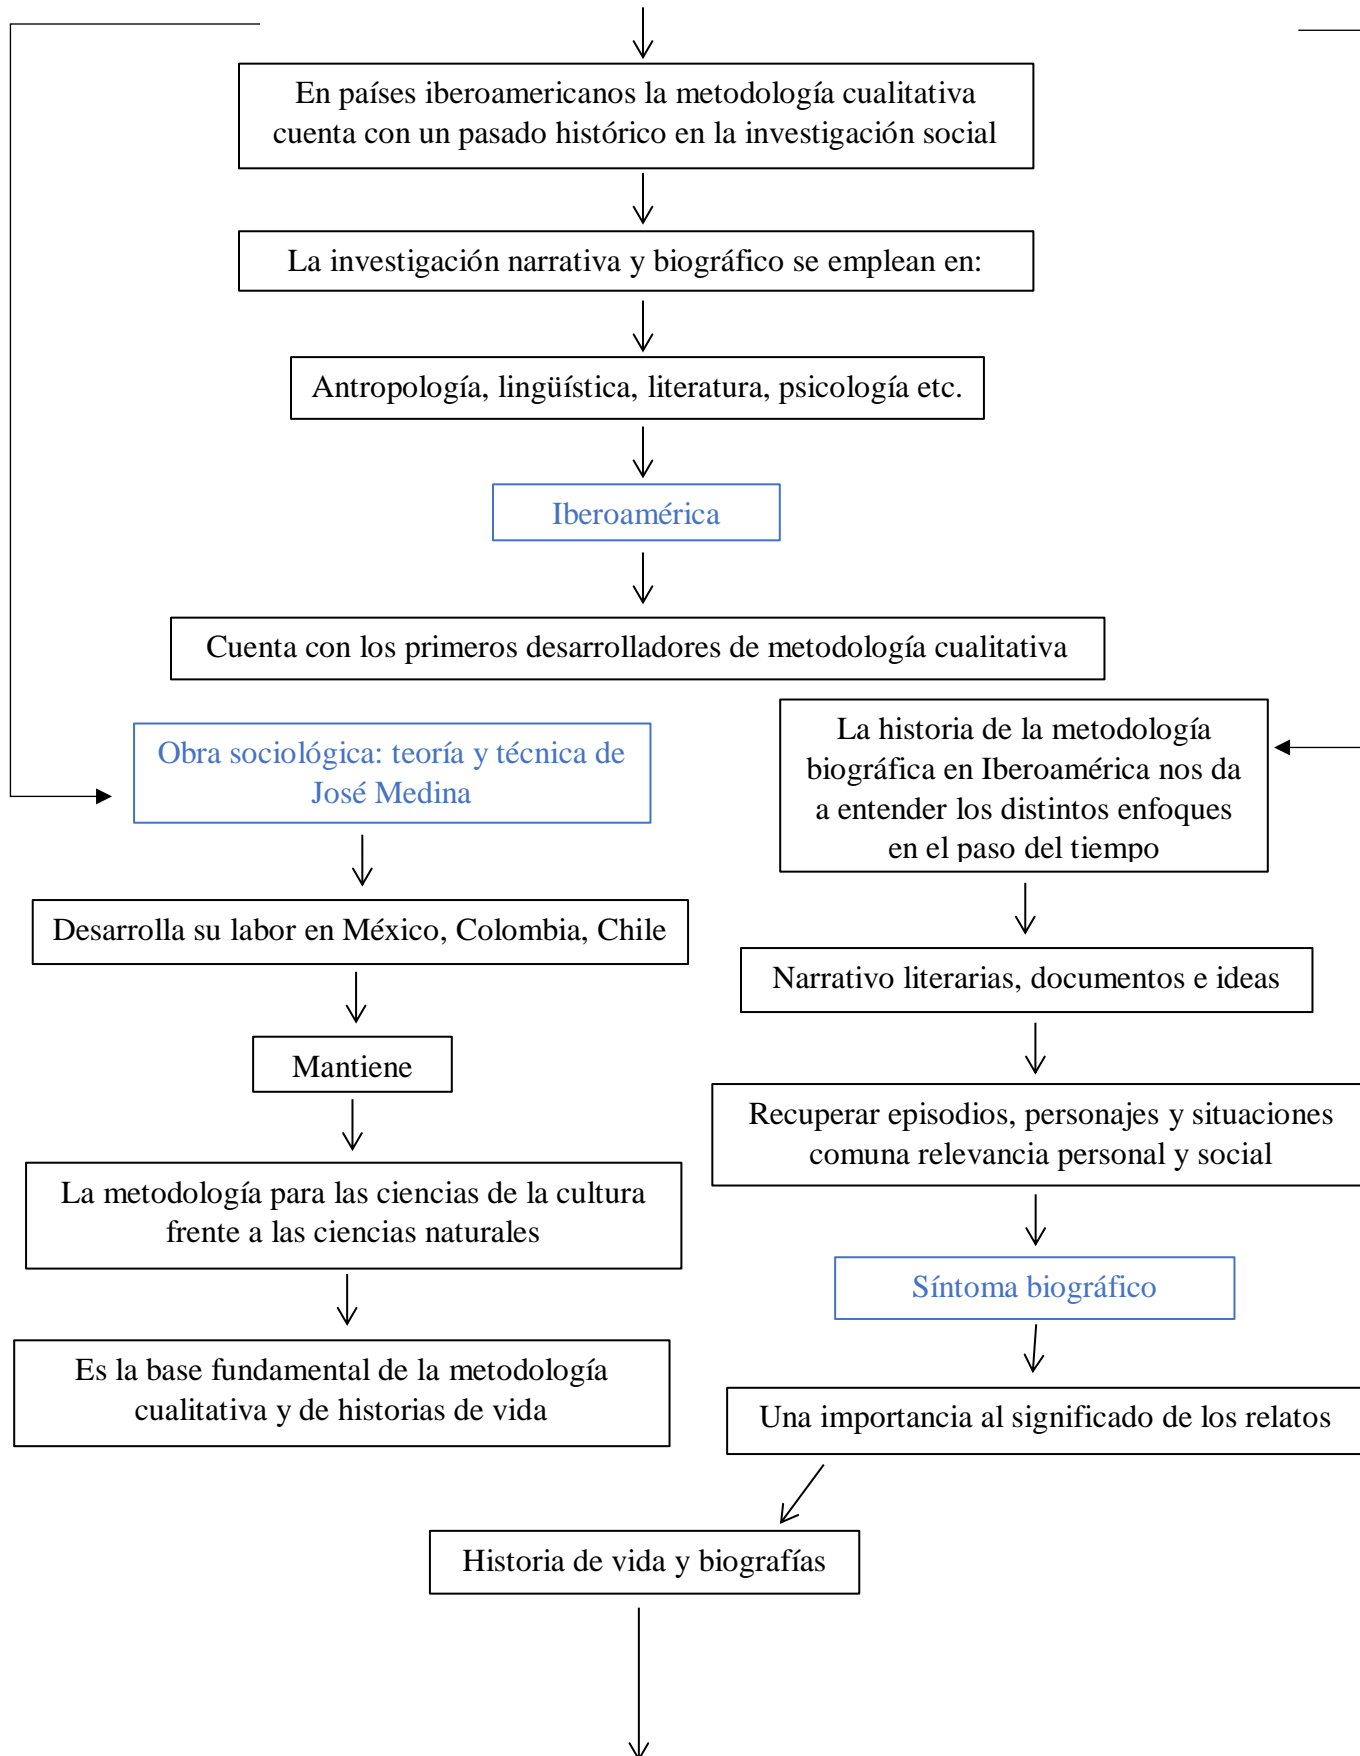 En países iberoamericanos la metodología cualitativa
cuenta con un pasado histórico en la investigación social
La investigación narrativa y biográfico se emplean en:
Antropología, lingüística, literatura, psicología etc.
Iberoamérica
Cuenta con los primeros desarrolladores de metodología cualitativa
Obra sociológica: teoría y técnica de
José Medina
Desarrolla su labor en México, Colombia, Chile
Mantiene
La metodología para las ciencias de la cultura
frente a las ciencias naturales
Es la base fundamental de la metodología
cualitativa y de historias de vida
La historia de la metodología
biográfica en Iberoamérica nos da
a entender los distintos enfoques
en el paso del tiempo
Narrativo literarias, documentos e ideas
Recuperar episodios, personajes y situaciones
comuna relevancia personal y social
Síntoma biográfico
Una importancia al significado de los relatos
Historia de vida y biografías